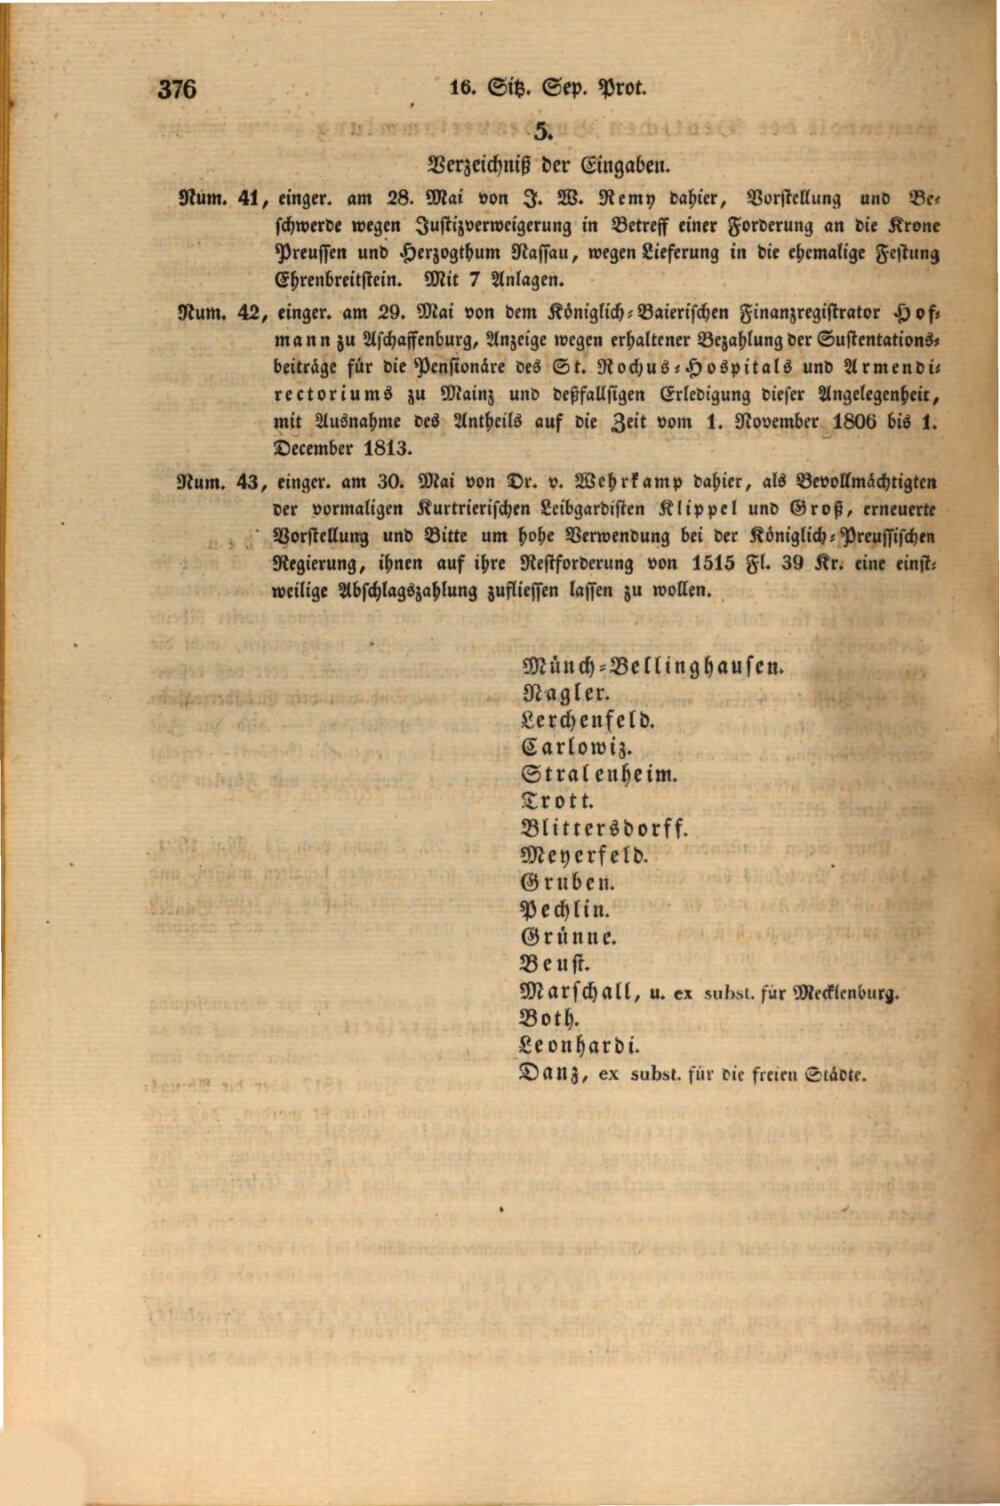 376
16. Sitz. Sep. Prot.
5.
Verzeichniß der Eingaben.
Num. 41, einger. am 28. Mai von J. W. Remy dahier, Vorstellung und Be-
schwerde wegen Justizverweigerung in Betreff einer Forderung an die Krone
Preussen und Herzogthum Nassau, wegen Lieferung in die ehemalige Festung
Ehrenbreitstein. Mit 7 Anlagen.
Num. 42, einger. am 29. Mai von dem Königlich-Baierischen Finanzregistrator Hof-
mann zu Aschaffenburg, Anzeige wegen erhaltener Bezahlung der Sustentations-
beiträge für die Pensionäre des St. Rochus-Hospitals und Armendi-
rectoriums zu Mainz und deßfallsigen Erledigung dieser Angelegenheit,
mit Ausnahme des Antheils auf die Zeit vom 1. November 1806 bis 1.
December 1813.
Num. 43, einger. am 30. Mai von Dr. v. Wehrkamp dahier, als Bevollmächtigten
der vormaligen Kurtrierischen Leibgardisten Klippel und Groß, erneuerte
Vorstellung und Bitte um hohe Verwendung bei der Königlich-Preussischen
Regierung, ihnen auf ihre Restforderung von 1515 Fl. 39 Kr. eine einst-
weilige Abschlagszahlung zufliessen lassen zu wollen.
Münch-Bellinghausen.
Nagler.
Lerchenfeld.
Carlowiz.
Stralenheim.
Trott.
Blittersdorff.
Meyerfeld.
Gruben.
Pechlin.
Grünne.
Beust.
Marschall, u. ex subst. für Mecklenburg.
Both.
Leonhardi.
Danz, ex subst. für die freien Städte.